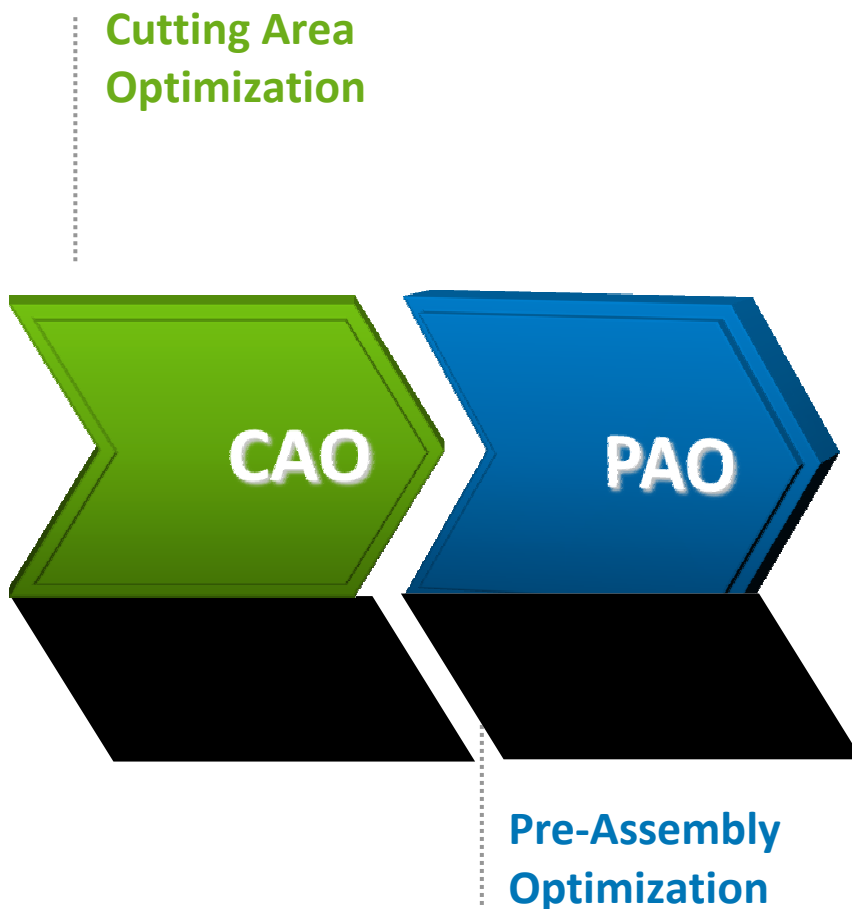 Cutting Area
Optimization
CAO
PAO
Pre-Assembly
Optimization